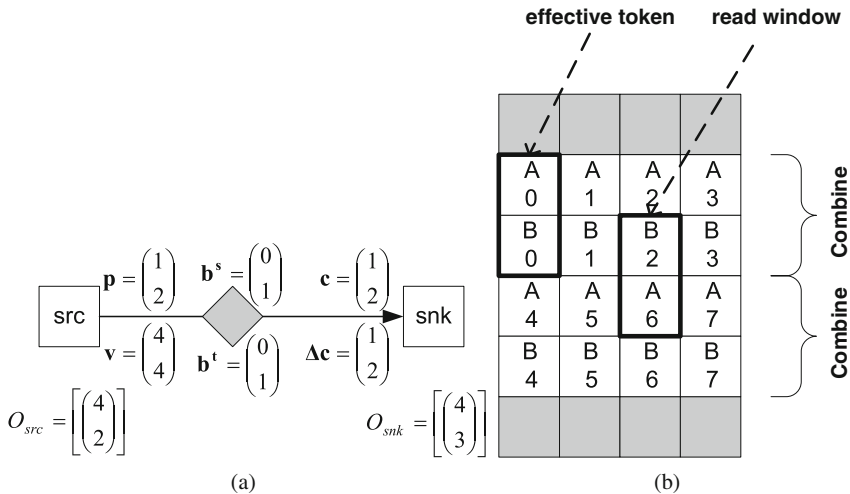 effective token read window
A A A A
0 1 2 3
B B B B
0 1 2 3
A A A A
4 5 6 7
B B B B
4 5 6 7
Combine
Combine
src
p = (1 2)
v = (4 4)
b^s = (0 1)
b^t = (0 1)
c = (1 2)
Δc = (1 2)
snk
O_src = [(4 2)]
O_snk = [(4 3)]
(a) (b)